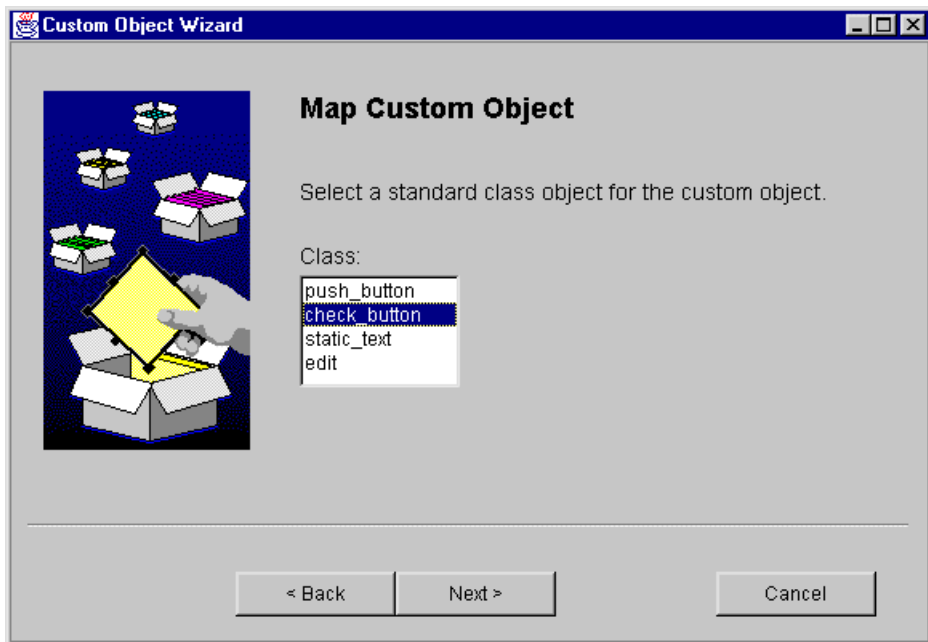 Custom Object Wizard
Map Custom Object
Select a standard class object for the custom object.
Class:
push_button
check_button
static_text
edit
< Back
Next >
Cancel